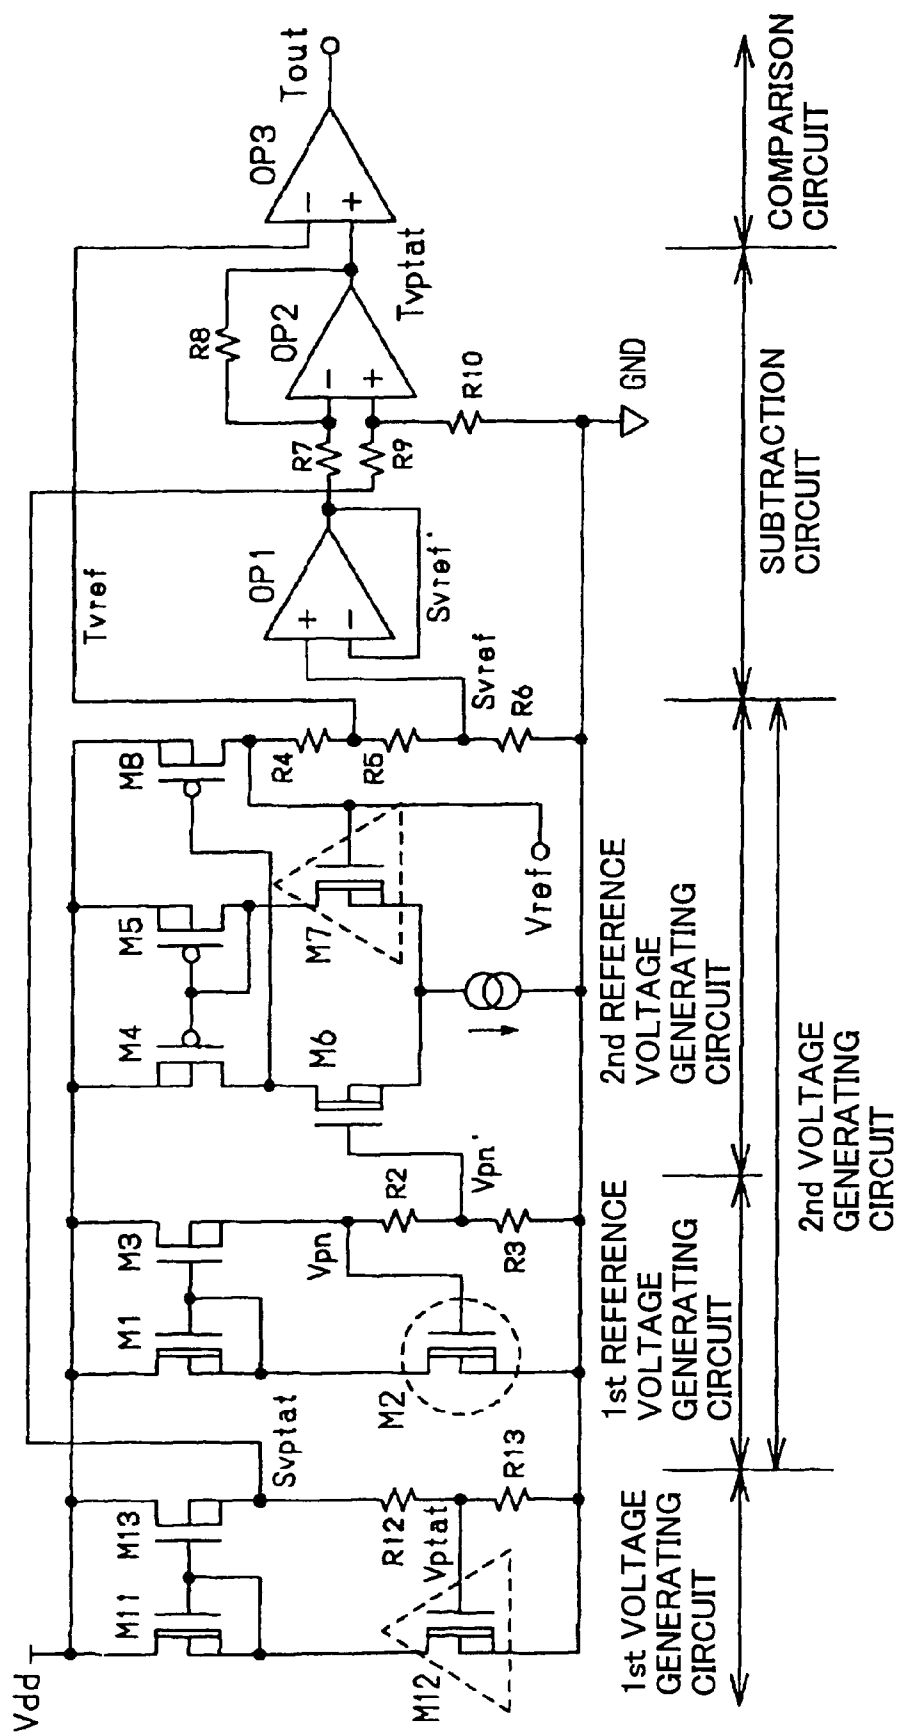 Vdd
M11
M13
M12
Svptat
R12
Vptat
R13
M1
M3
M2
Vpn
R2
Vpn'
R3
M4
M5
M8
M6
M7
Vref
R4
R5
Svref
R6
Tvref
OP1
Svref'
R7
R9
R8
OP2
R10
GND
Tvptat
OP3
Tout
+
−
−
+
−
+
1st VOLTAGE
GENERATING
CIRCUIT
1st REFERENCE
VOLTAGE
GENERATING
CIRCUIT
2nd REFERENCE
VOLTAGE
GENERATING
CIRCUIT
2nd VOLTAGE
GENERATING
CIRCUIT
SUBTRACTION
CIRCUIT
COMPARISON
CIRCUIT